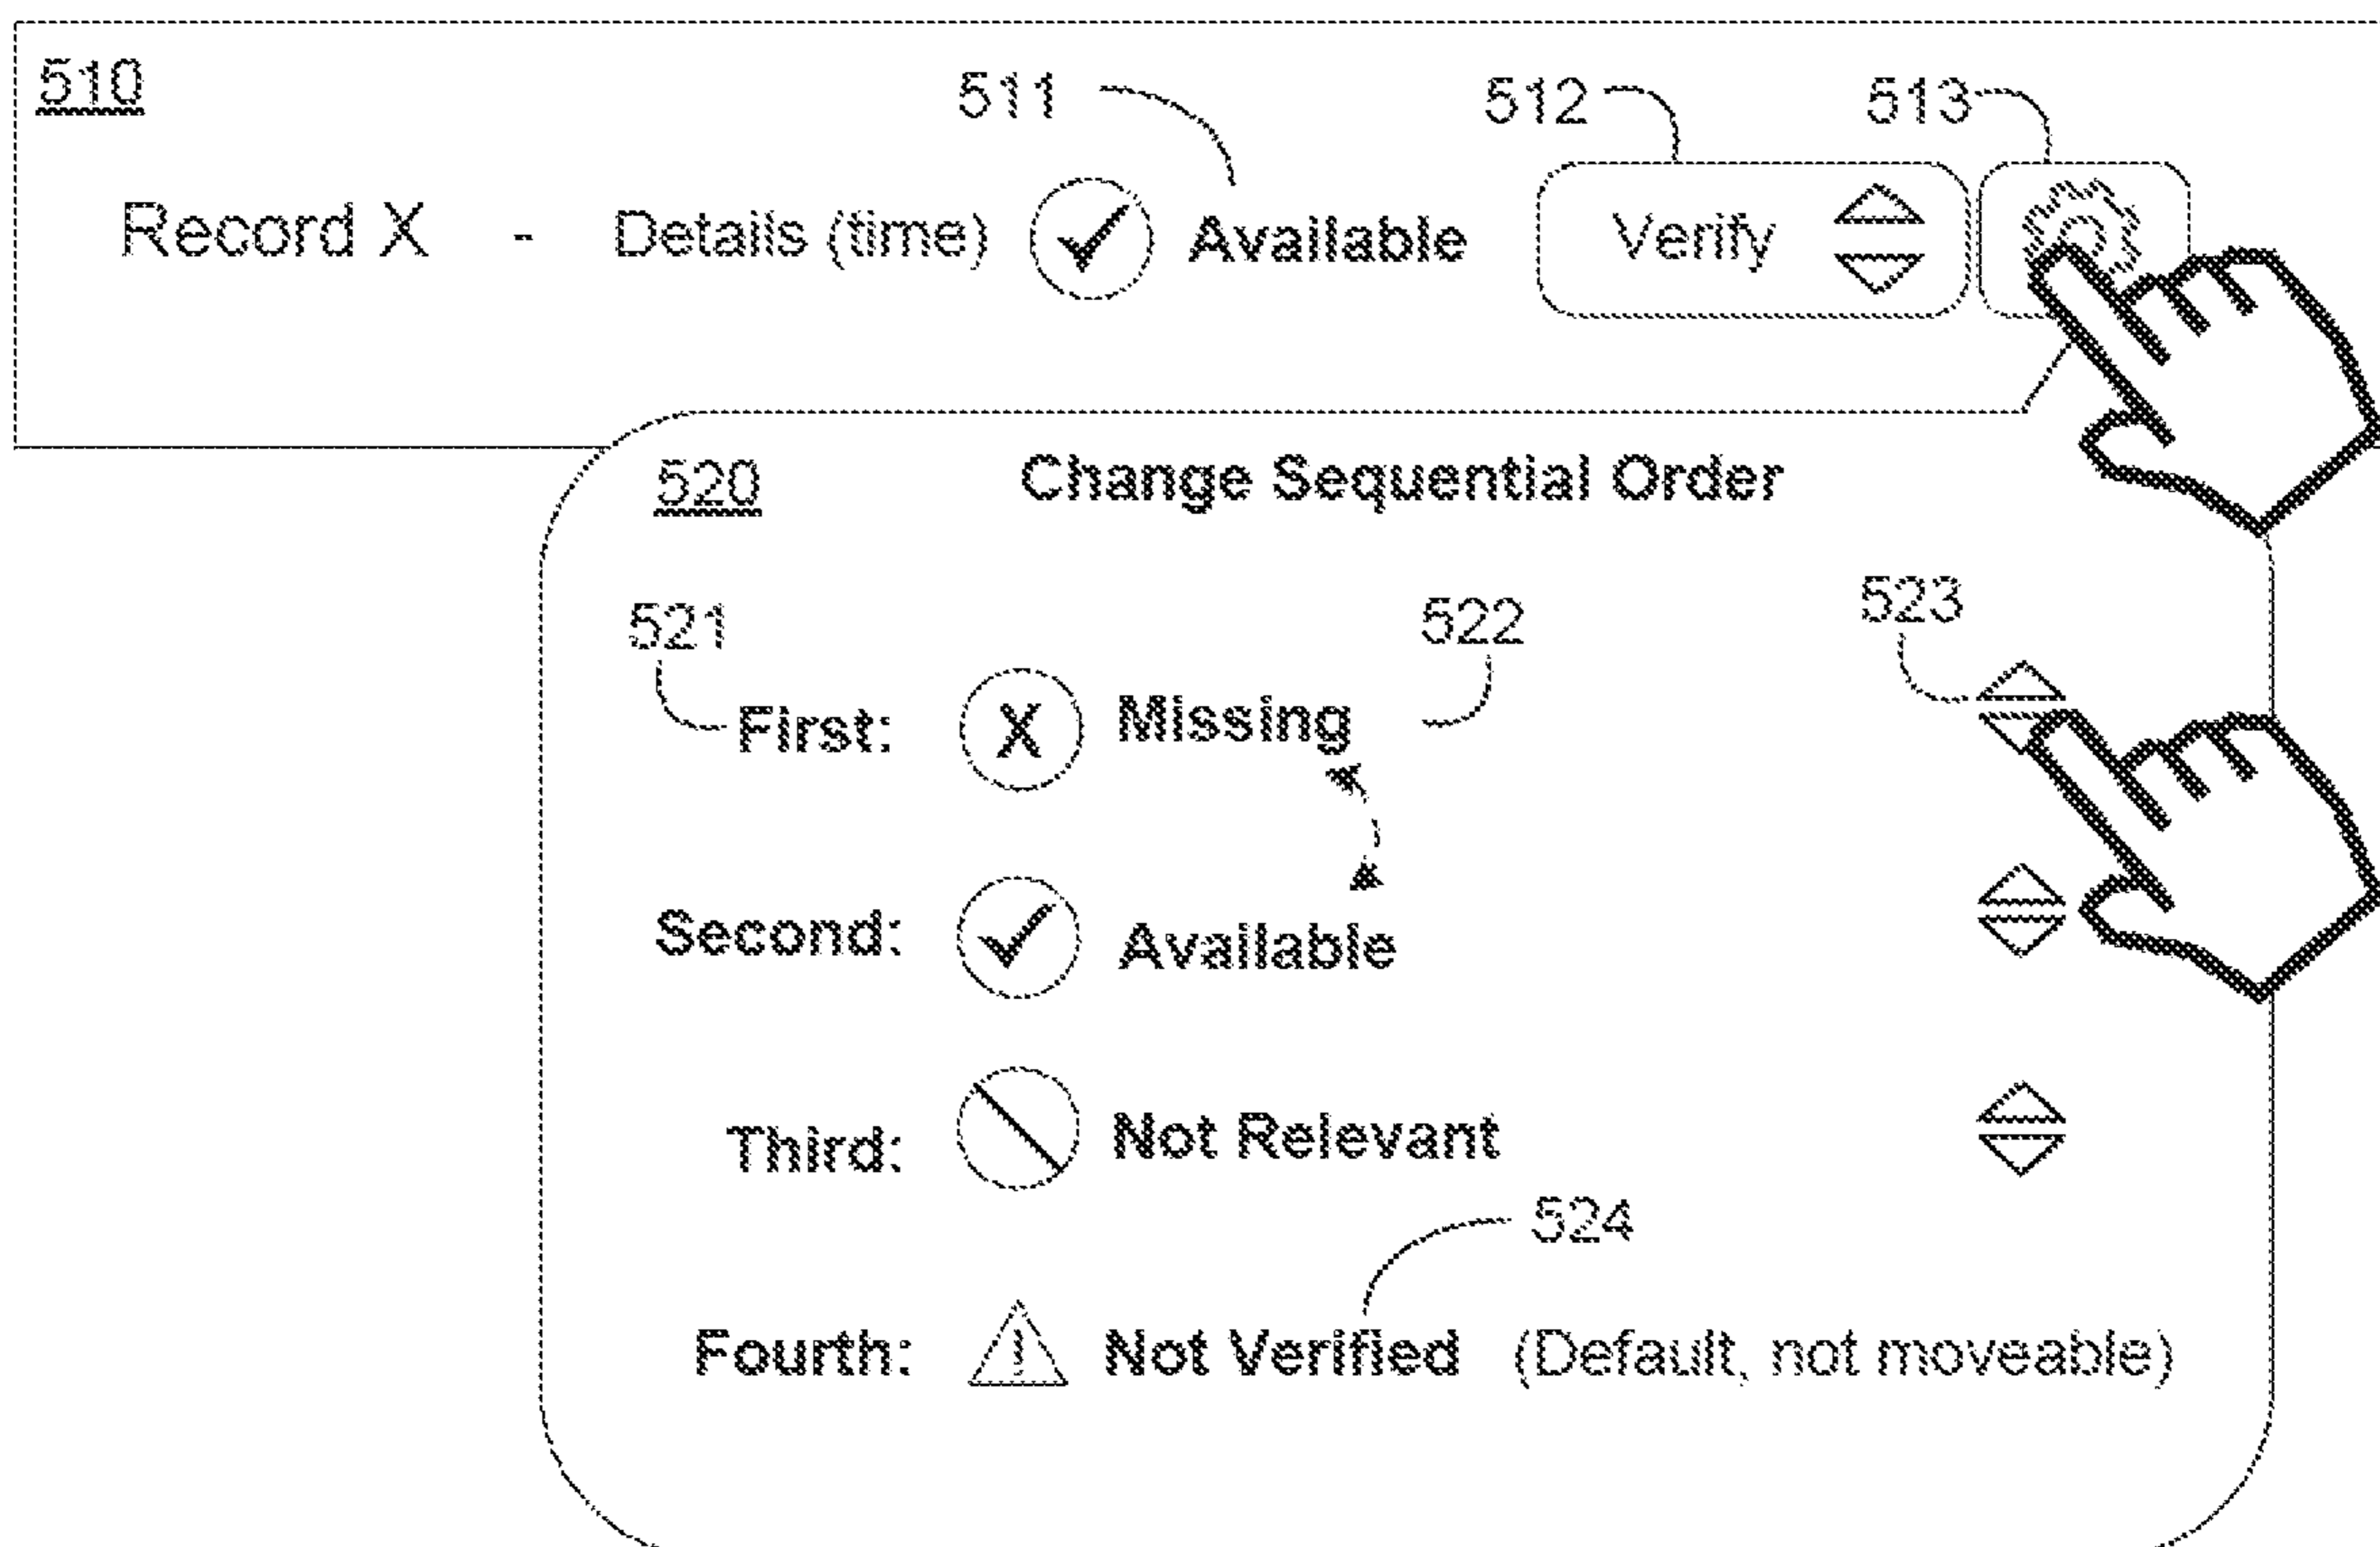 510
511 512 513
Record X - Details (time) ✓ Available Verify
520 Change Sequential Order
521 522 523
First: X Missing
Second: ✓ Available
Third: Not Relevant
524
Fourth: ! Not Verified (Default, not moveable)